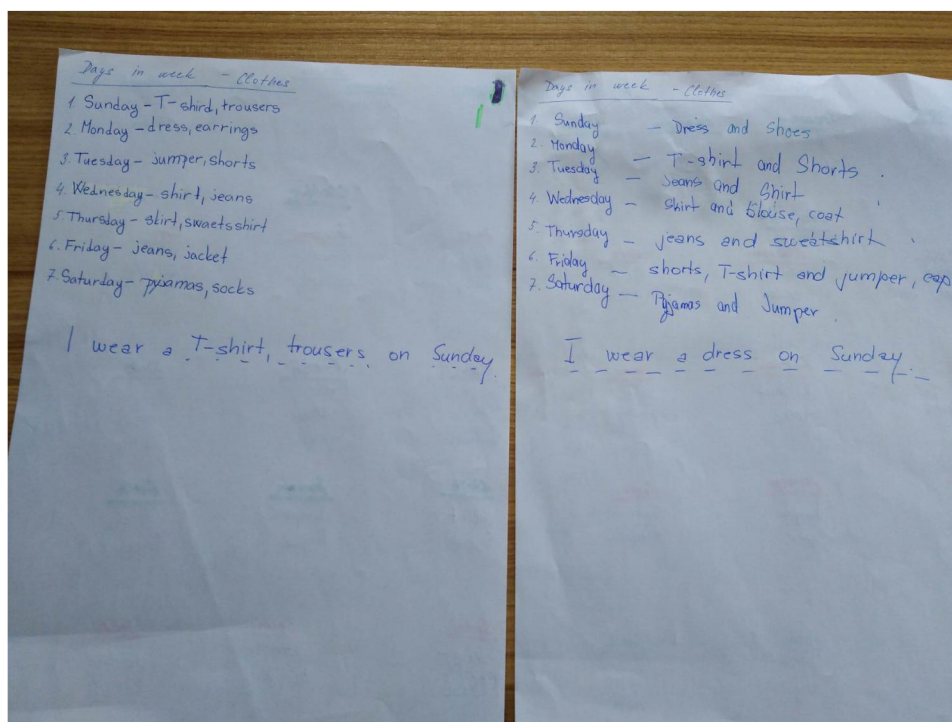 Days in week - Clothes
1. Sunday - T-shird, trousers
2. Monday - dress, earrings
3. Tuesday - jumper, shorts
4. Wednesday - shirt, jeans
5. Thursday - skirt, swaetsshirt
6. Friday - jeans, jacket
7. Saturday - pyjamas, socks
I wear a T-shirt, trousers on Sunday.
Days in week - Clothes
1. Sunday - Dress and Shoes
2. Monday - T-shirt and Shorts.
3. Tuesday - Jeans and Shirt
4. Wednesday - Skirt and blouse, coat
5. Thursday - jeans and sweatshirt.
6. Friday - shorts, T-shirt and jumper, cap
7. Saturday - Pyjamas and Jumper.
I wear a dress on Sunday.